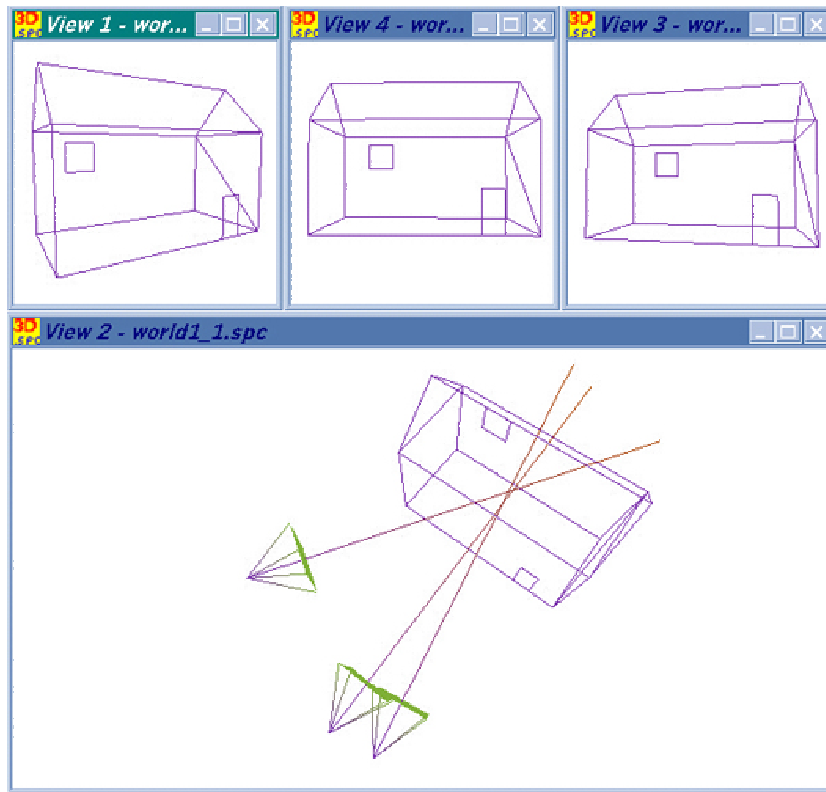 3D SPC View 1 - wor...
3D SPC View 4 - wor...
3D SPC View 3 - wor...
3D SPC View 2 - world1_1.spc